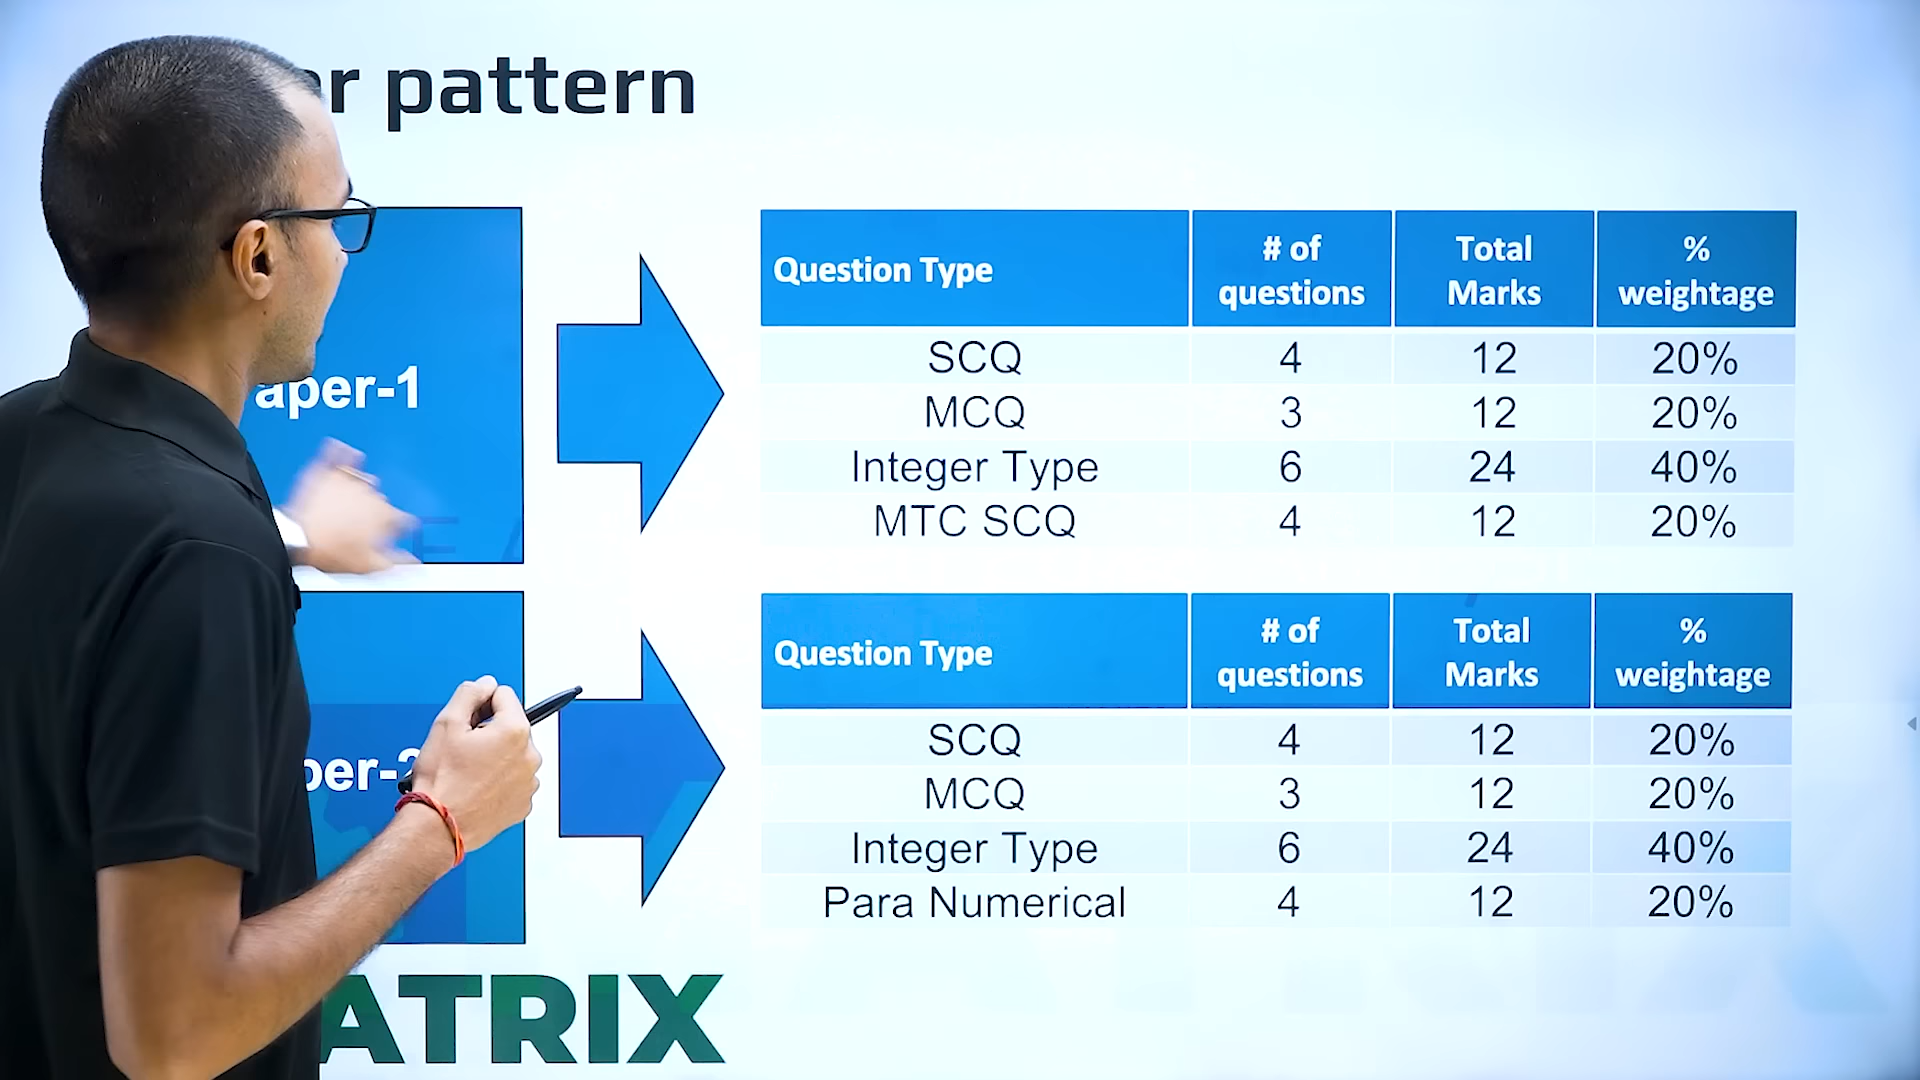 r pattern
aper-1
Question Type # of questions Total Marks % weightage
SCQ 4 12 20%
MCQ 3 12 20%
Integer Type 6 24 40%
MTC SCQ 4 12 20%
per-2
Question Type # of questions Total Marks % weightage
SCQ 4 12 20%
MCQ 3 12 20%
Integer Type 6 24 40%
Para Numerical 4 12 20%
ATRIX